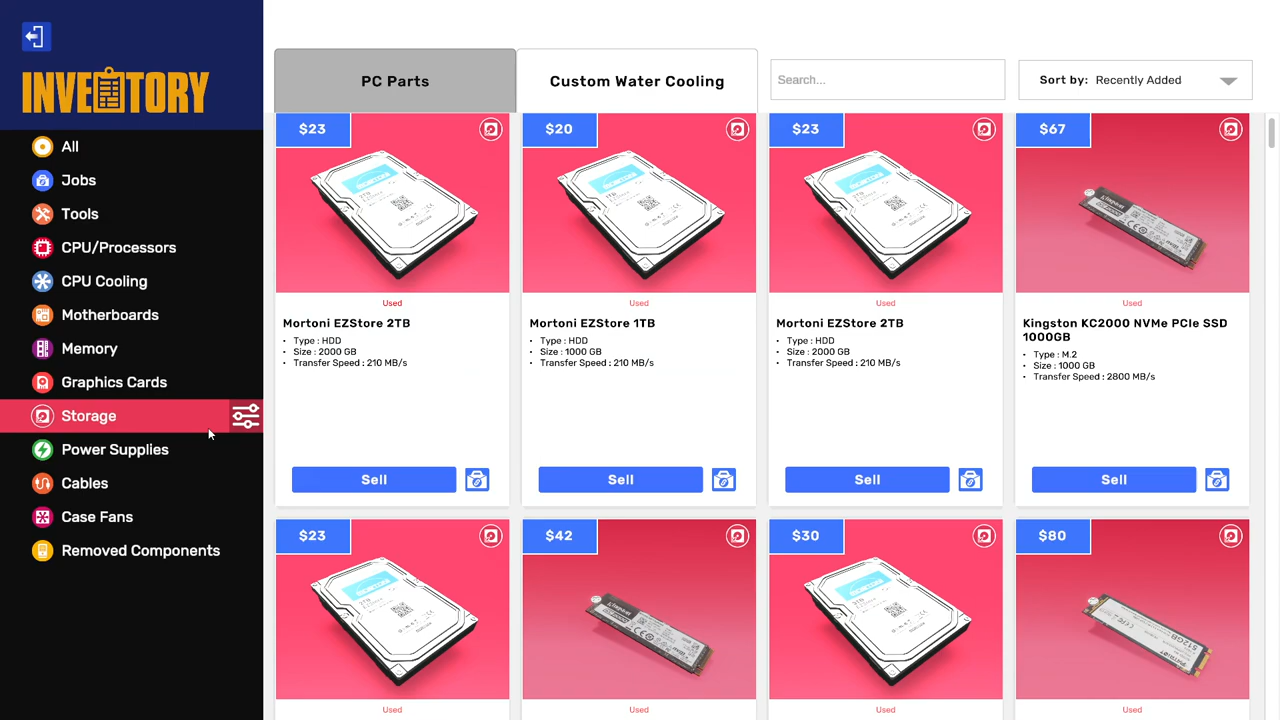 INVENTORY
All
Jobs
Tools
CPU/Processors
CPU Cooling
Motherboards
Memory
Graphics Cards
Storage
Power Supplies
Cables
Case Fans
Removed Components
PC Parts
Custom Water Cooling
Search...
Sort by: Recently Added
$23
$20
$23
$67
Used
Used
Used
Used
Mortoni EZStore 2TB
• Type : HDD
• Size : 2000 GB
• Transfer Speed : 210 MB/s
Mortoni EZStore 1TB
• Type : HDD
• Size : 1000 GB
• Transfer Speed : 210 MB/s
Mortoni EZStore 2TB
• Type : HDD
• Size : 2000 GB
• Transfer Speed : 210 MB/s
Kingston KC2000 NVMe PCIe SSD
1000GB
• Type : M.2
• Size : 1000 GB
• Transfer Speed : 2800 MB/s
Sell
Sell
Sell
Sell
$23
$42
$30
$80
512GB
Used
Used
Used
Used